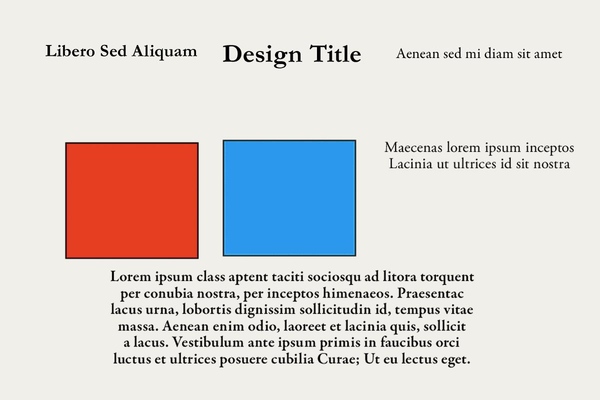 Libero Sed Aliquam
Design Title
Aenean sed mi diam sit amet
Maecenas lorem ipsum inceptos
Lacinia ut ultrices id sit nostra
Lorem ipsum class aptent taciti sociosqu ad litora torquent
per conubia nostra, per inceptos himenaeos. Praesentac
lacus urna, lobortis dignissim sollicitudin id, tempus vitae
massa. Aenean enim odio, laoreet et lacinia quis, sollicit
a lacus. Vestibulum ante ipsum primis in faucibus orci
luctus et ultrices posuere cubilia Curae; Ut eu lectus eget.